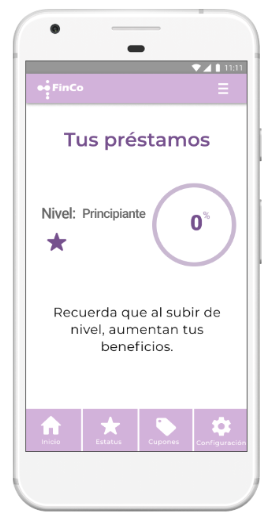 11:11
FinCo
Tus préstamos
Nivel: Principiante
0%
Recuerda que al subir de
nivel, aumentan tus
beneficios.
Inicio
Estatus
Cupones
Configuración